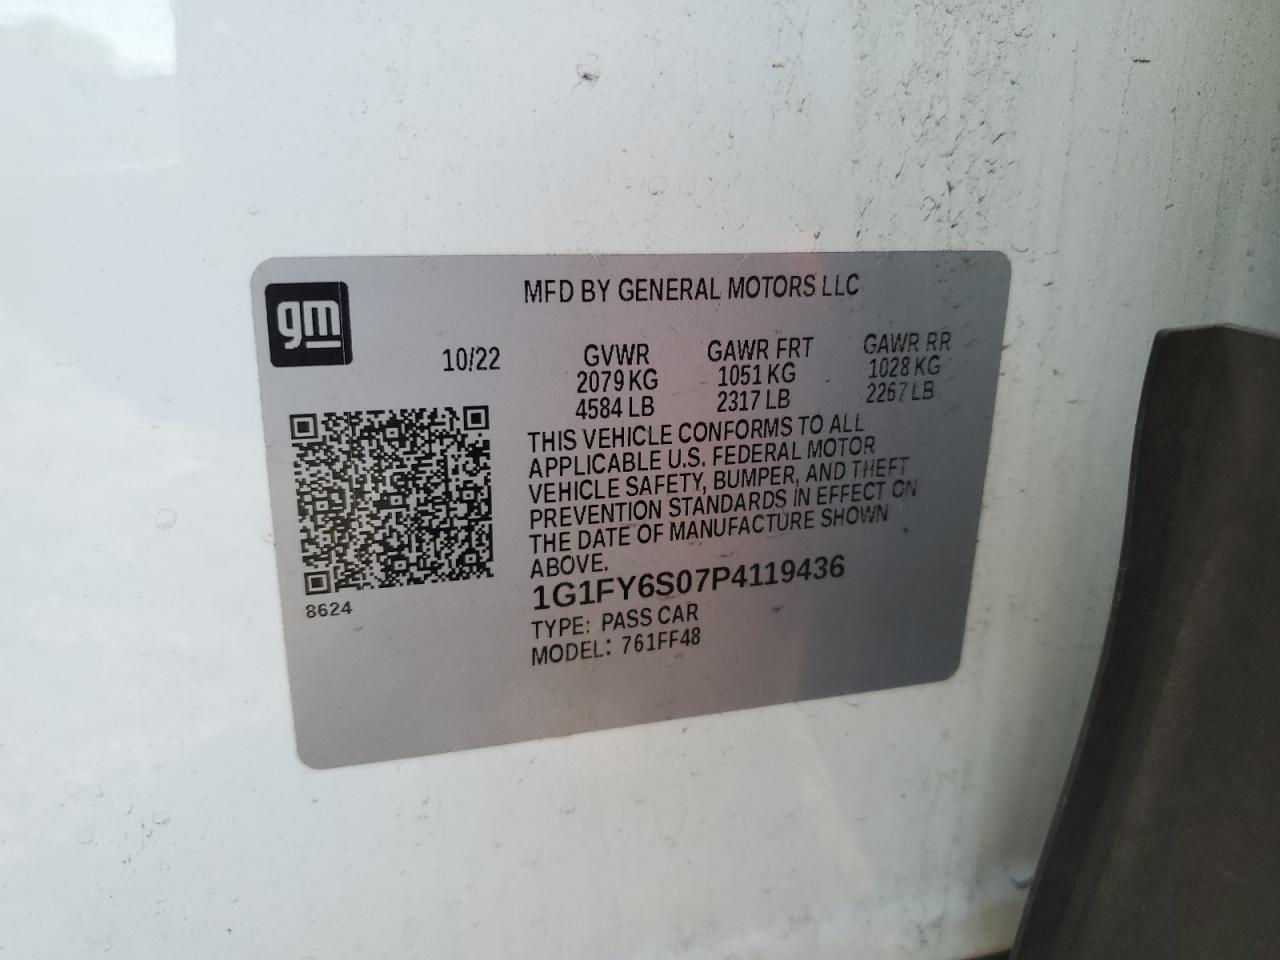 gm
MFD BY GENERAL MOTORS LLC
10/22 GVWR GAWR FRT GAWR RR
2079 KG 1051 KG 1028 KG
4584 LB 2317 LB 2267 LB
THIS VEHICLE CONFORMS TO ALL
APPLICABLE U.S. FEDERAL MOTOR
VEHICLE SAFETY, BUMPER, AND THEFT
PREVENTION STANDARDS IN EFFECT ON
THE DATE OF MANUFACTURE SHOWN
ABOVE.
1G1FY6S07P4119436
8624
TYPE: PASS CAR
MODEL: 761FF48